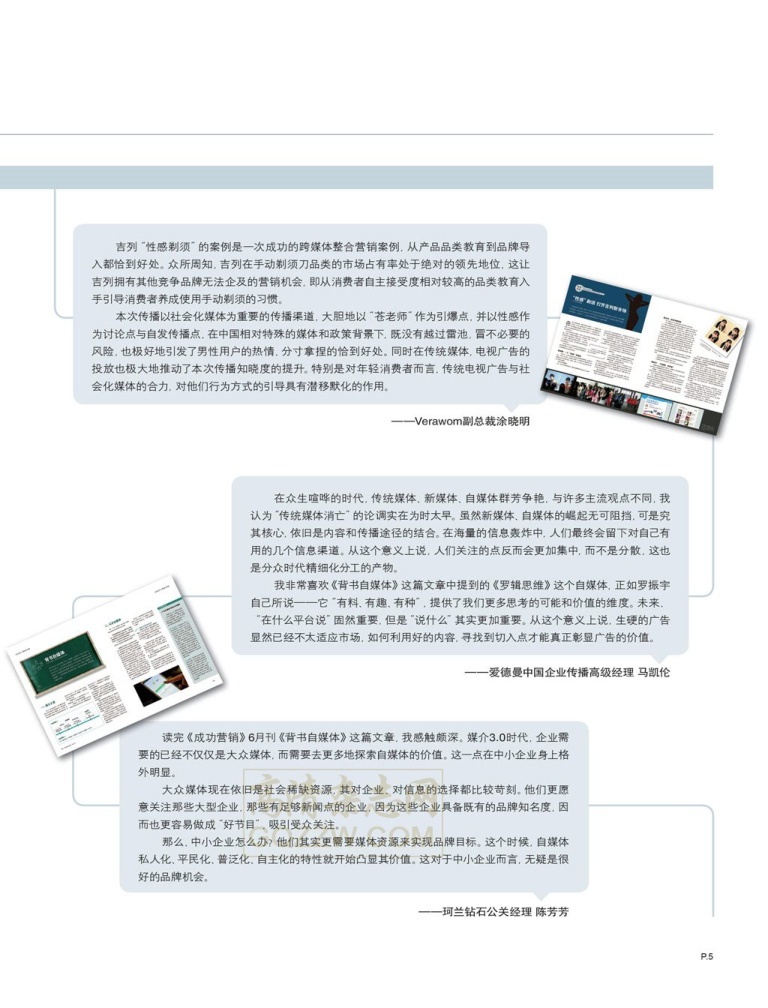 吉列“性感剃须”的案例是一次成功的跨媒体整合营销案例，从产品品类教育到品牌导
入都恰到好处。众所周知，吉列在手动剃须刀品类的市场占有率处于绝对的领先地位，这让
吉列拥有其他竞争品牌无法企及的营销机会，即从消费者自主接受度相对较高的品类教育入
手引导消费者养成使用手动剃须的习惯。
本次传播以社会化媒体为重要的传播渠道，大胆地以“苍老师”作为引爆点，并以性感作
为讨论点与自发传播点，在中国相对特殊的媒体和政策背景下，既没有越过雷池，冒不必要的
风险，也极好地引发了男性用户的热情，分寸拿捏的恰到好处。同时在传统媒体，电视广告的
投放也极大地推动了本次传播知晓度的提升。特别是对年轻消费者而言，传统电视广告与社
会化媒体的合力，对他们行为方式的引导具有潜移默化的作用。
——Verawom副总裁涂晓明
在众生喧哗的时代，传统媒体、新媒体、自媒体群芳争艳，与许多主流观点不同，我
认为“传统媒体消亡”的论调实在为时太早。虽然新媒体、自媒体的崛起无可阻挡，可是究
其核心，依旧是内容和传播途径的结合。在海量的信息轰炸中，人们最终会留下对自己有
用的几个信息渠道。从这个意义上说，人们关注的点反而会更加集中，而不是分散，这也
是分众时代精细化分工的产物。
我非常喜欢《背书自媒体》这篇文章中提到的《罗辑思维》这个自媒体，正如罗振宇
自己所说——它“有料、有趣、有种”，提供了我们更多思考的可能和价值的维度。未来，
“在什么平台说”固然重要，但是“说什么”其实更加重要。从这个意义上说，生硬的广告
显然已经不大适应市场，如何利用好的内容，寻找到切入点才能真正彰显广告的价值。
——爱德曼中国企业传播高级经理 马凯伦
背书自媒体
读完《成功营销》6月刊《背书自媒体》这篇文章，我感触颇深。媒介3.0时代，企业需
要的已经不仅仅是大众媒体，而需要去更多地探索自媒体的价值。这一点在中小企业身上格
外明显。
大众媒体现在依旧是社会稀缺资源，其对企业、对信息的选择都比较苛刻。他们更愿
意关注那些大型企业，那些有足够新闻点的企业，因为这些企业具备既有的品牌知名度，因
而也更容易做成“好节目”，吸引受众关注。
那么，中小企业怎么办？他们其实更需要媒体资源来实现品牌目标。这个时候，自媒体
私人化、平民化、普泛化、自主化的特性就开始凸显其价值。这对于中小企业而言，无疑是很
好的品牌机会。
——珂兰钻石公关经理 陈芳芳
高清杂志网
GQZZW.COM
P.5